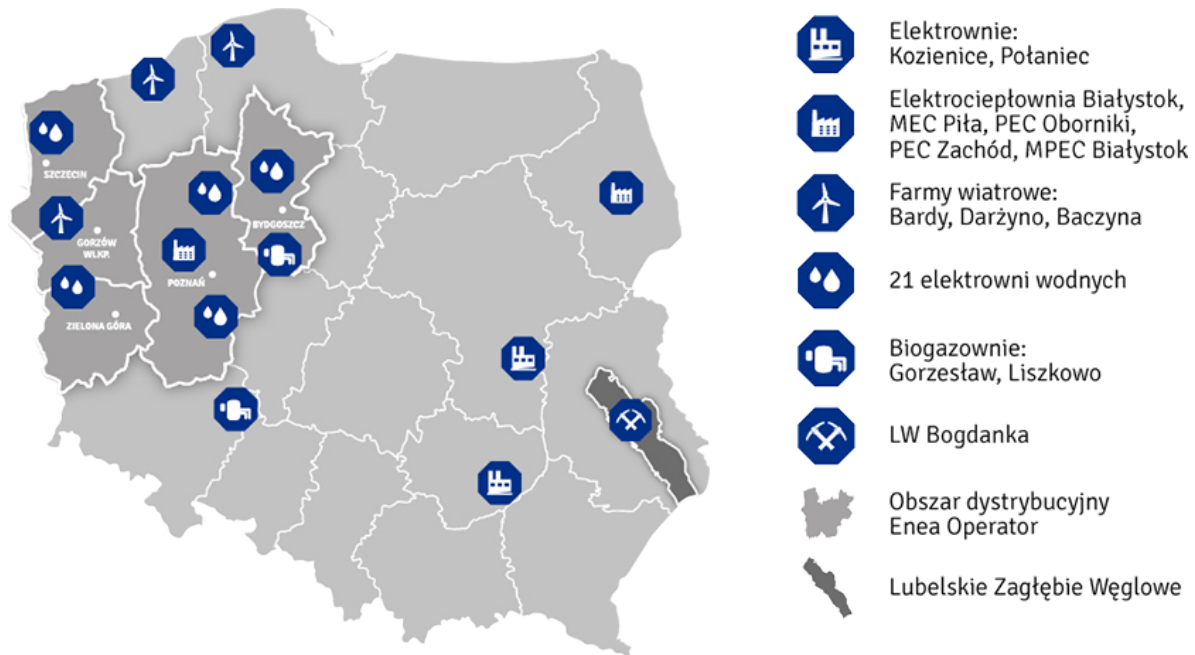 SZCZECIN
GORZÓW
WLKP.
ZIELONA GÓRA
POZNAŃ
BYDGOSZCZ
Elektrownie:
Kozienice, Połaniec
Elektrociepłownia Białystok,
MEC Piła, PEC Oborniki,
PEC Zachód, MPEC Białystok
Farmy wiatrowe:
Bardy, Darżyno, Baczyna
21 elektrowni wodnych
Biogazownie:
Gorzesław, Liszkowo
LW Bogdanka
Obszar dystrybucyjny
Enea Operator
Lubelskie Zagłębie Węglowe